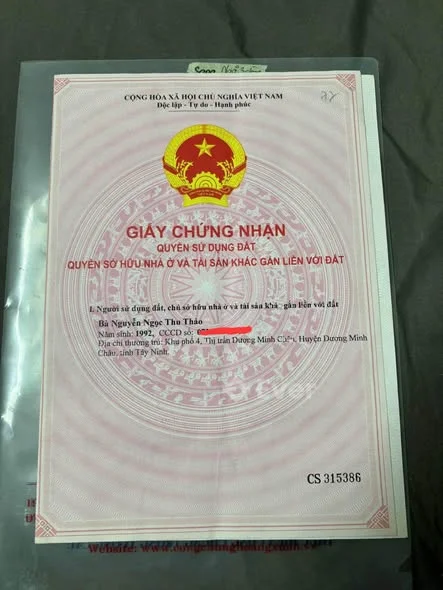 CỘNG HÒA XÃ HỘI CHỦ NGHĨA VIỆT NAM
Độc lập - Tự do - Hạnh phúc
GIẤY CHỨNG NHẬN
QUYỀN SỬ DỤNG ĐẤT
QUYỀN SỞ HỮU NHÀ Ở VÀ TÀI SẢN KHÁC GẮN LIỀN VỚI ĐẤT
I. Người sử dụng đất, chủ sở hữu nhà ở và tài sản khá gắn liền với đất
Bà Nguyễn Ngọc Thu Thảo
Năm sinh: 1992, CCCD số:
Địa chỉ thường trú: Khu phố 4, Thị trấn Dương Minh Châu, Huyện Dương Minh
Châu, tỉnh Tây Ninh.
CS 315386
Website: